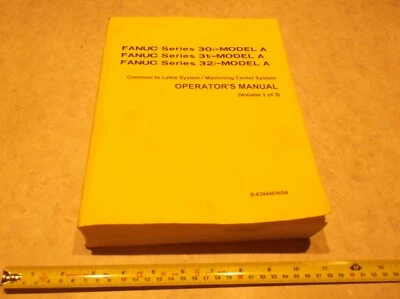 FANUC Series 30i-MODEL A
FANUC Series 31i-MODEL A
FANUC Series 32i-MODEL A
Common to Lathe System / Machining Center System
OPERATOR'S MANUAL
(Volume 1 of 3)
B-63944EN/04